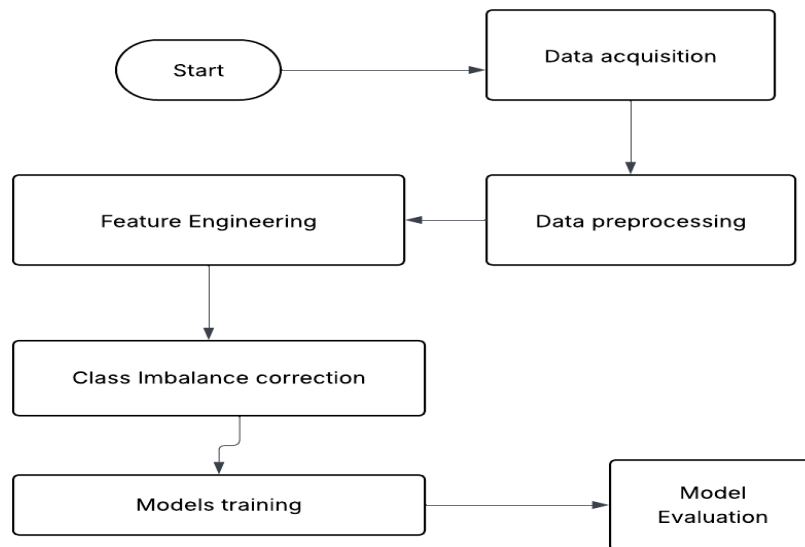 Start
Data acquisition
Data preprocessing
Feature Engineering
Class Imbalance correction
Models training
Model
Evaluation